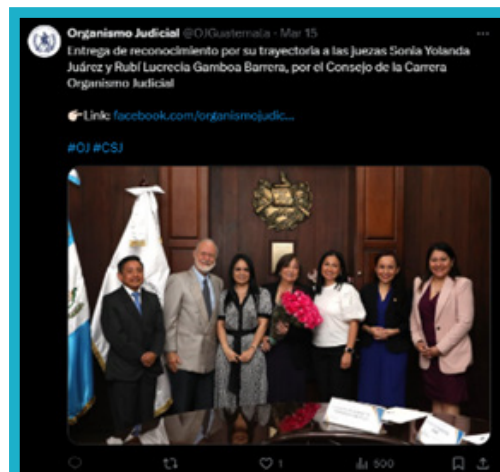 Organismo Judicial @OJGuatemala · Mar 15
Entrega de reconocimiento por su trayectoria a las juezas Sonia Yolanda
Juárez y Rubí Lucrecia Gamboa Barrera, por el Consejo de la Carrera
Organismo Judicial
Link: facebook.com/organismojudic...
#OJ #CSJ
1
500